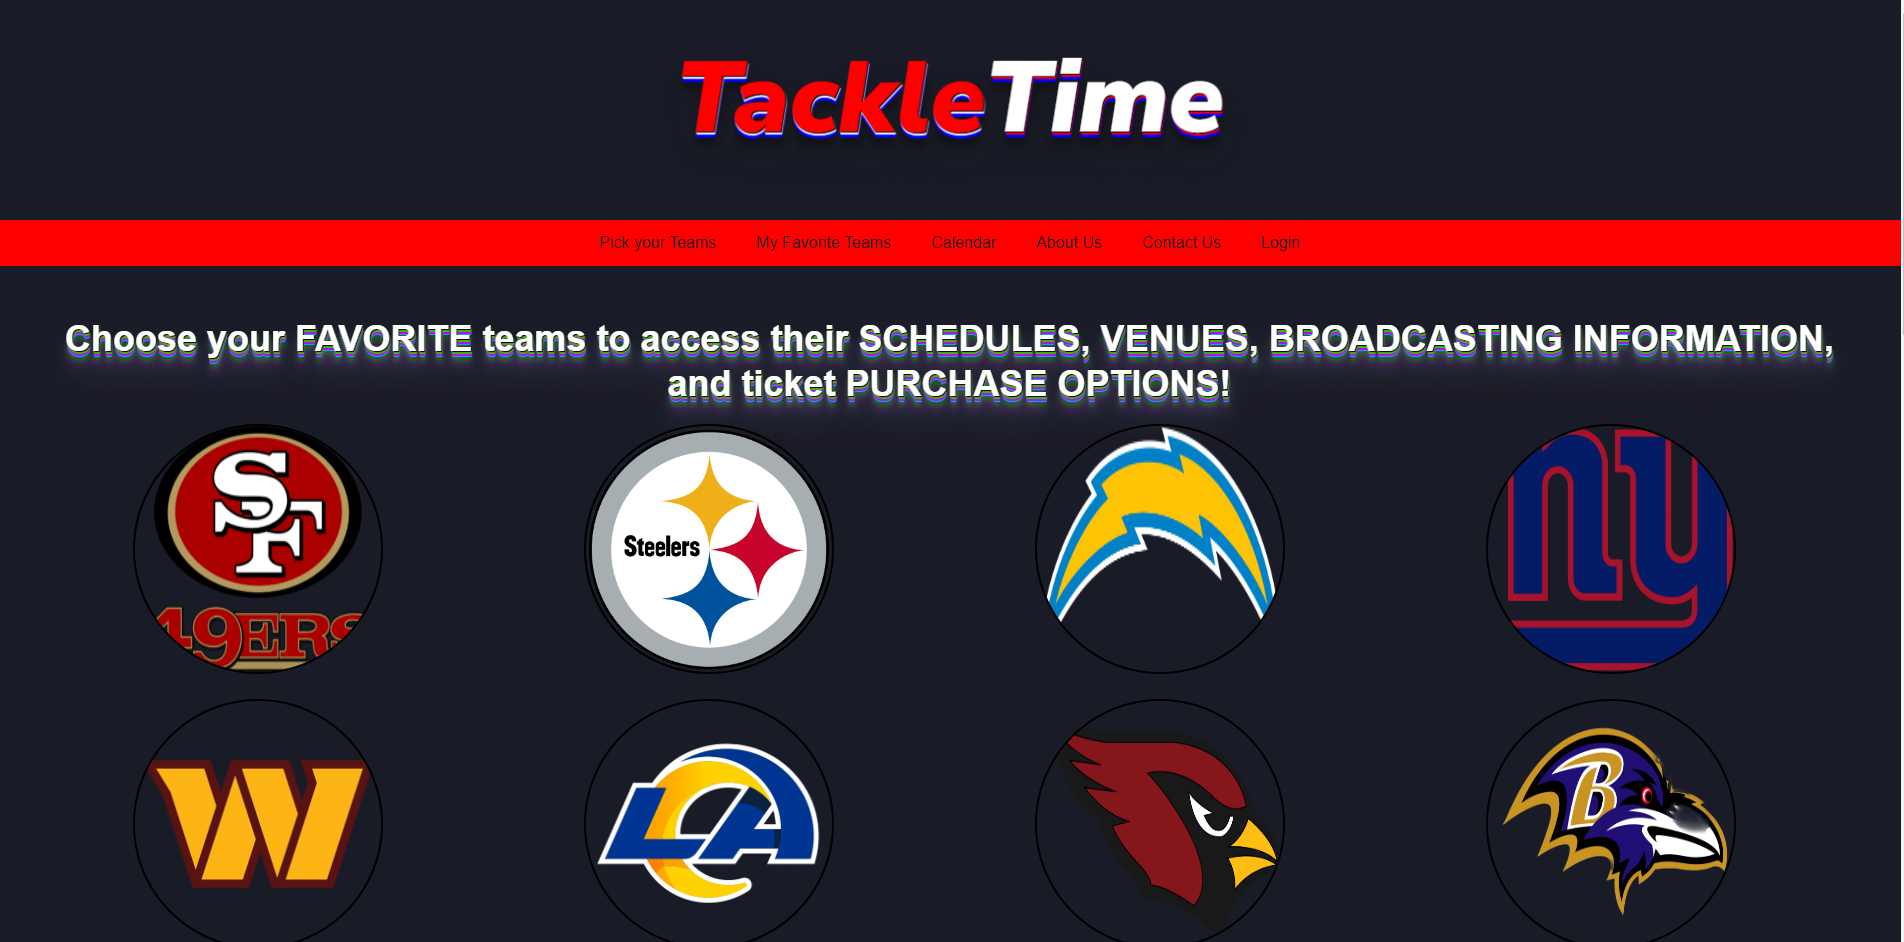 TackleTime
Pick your Teams My Favorite Teams Calendar About Us Contact Us Login
Choose your FAVORITE teams to access their SCHEDULES, VENUES, BROADCASTING INFORMATION,
and ticket PURCHASE OPTIONS!
SF
49ERS
Steelers
ny
W
LA
B